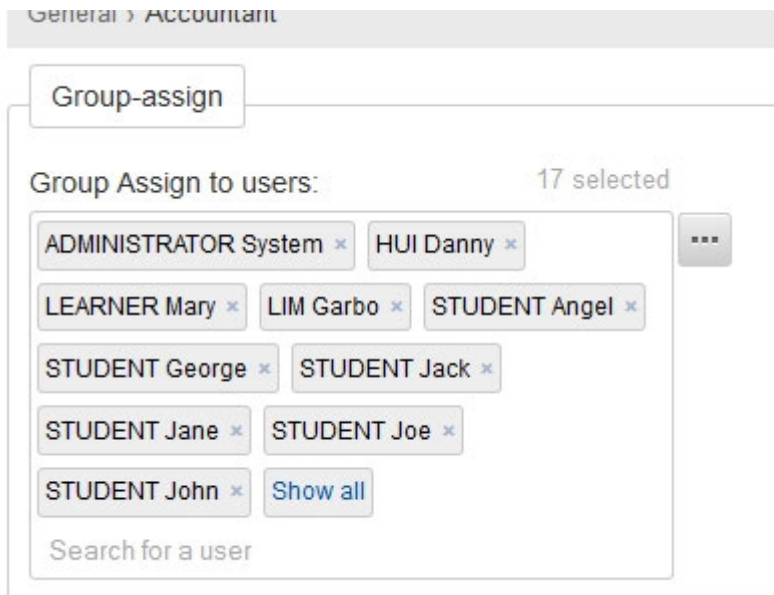 General › Accountant
Group-assign
Group Assign to users: 17 selected
ADMINISTRATOR System × HUI Danny ×
LEARNER Mary × LIM Garbo × STUDENT Angel ×
STUDENT George × STUDENT Jack ×
STUDENT Jane × STUDENT Joe ×
STUDENT John × Show all
Search for a user